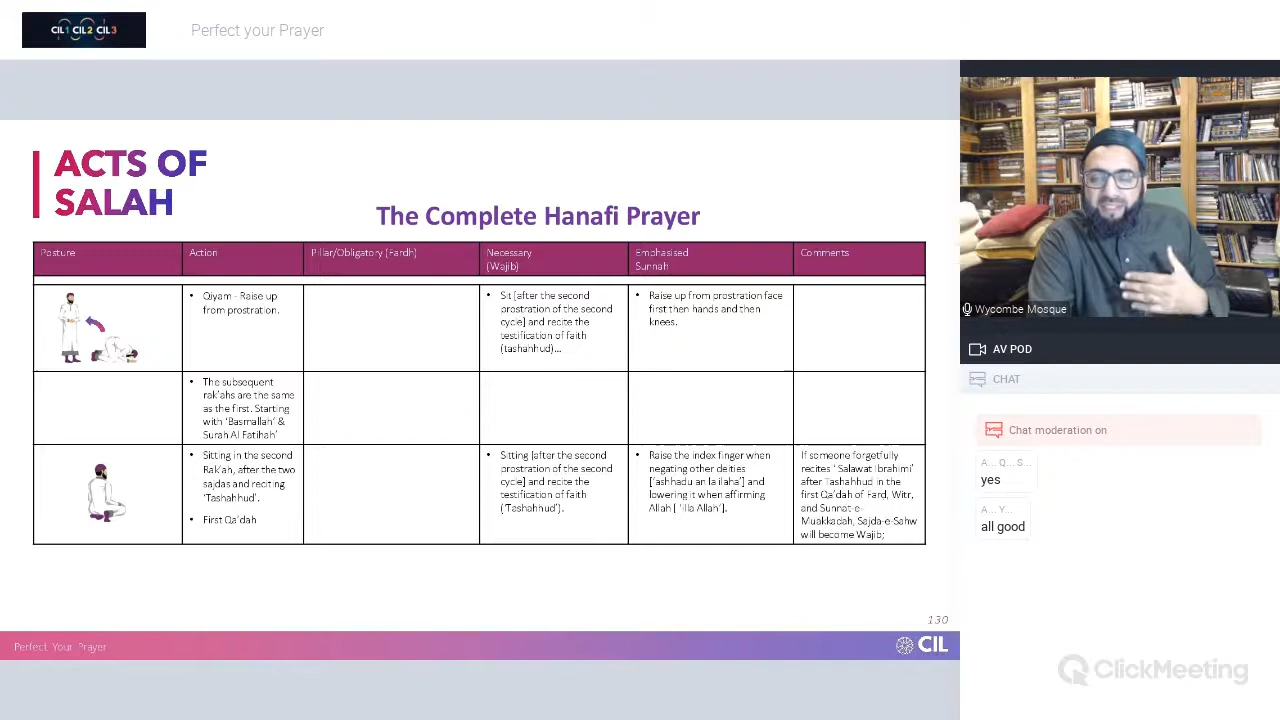 CIL1 CIL2 CIL3
Perfect your Prayer
ACTS OF
SALAH
The Complete Hanafi Prayer
Posture
Action
Pillar/Obligatory (Fardh)
Necessary
(Wajib)
Emphasised
Sunnah
Comments
• Qiyam - Raise up
from prostration.
• Sit [after the second
prostration of the second
cycle] and recite the
testification of faith
(tashahhud)...
• Raise up from prostration face
first then hands and then
knees.
• The subsequent
rak'ahs are the same
as the first. Starting
with 'Basmallah' &
Surah Al Fatihah'
• Sitting in the second
Rak'ah, after the two
sajdas and reciting
'Tashahhud'.
• First Qa'dah
• Sitting [after the second
prostration of the second
cycle] and recite the
testification of faith
('Tashahhud').
• Raise the index finger when
negating other deities
['ashhadu an la ilaha'] and
lowering it when affirming
Allah [ 'illa Allah'].
If someone forgetfully
recites ' Salawat Ibrahimi'
after Tashahhud in the
first Qa'dah of Fard, Witr,
and Sunnat-e-
Muakkadah, Sajda-e-Sahw
will become Wajib;
130
Perfect Your Prayer
CIL
Wycombe Mosque
AV POD
CHAT
Chat moderation on
A... Q... S...
yes
A... Y...
all good
ClickMeeting